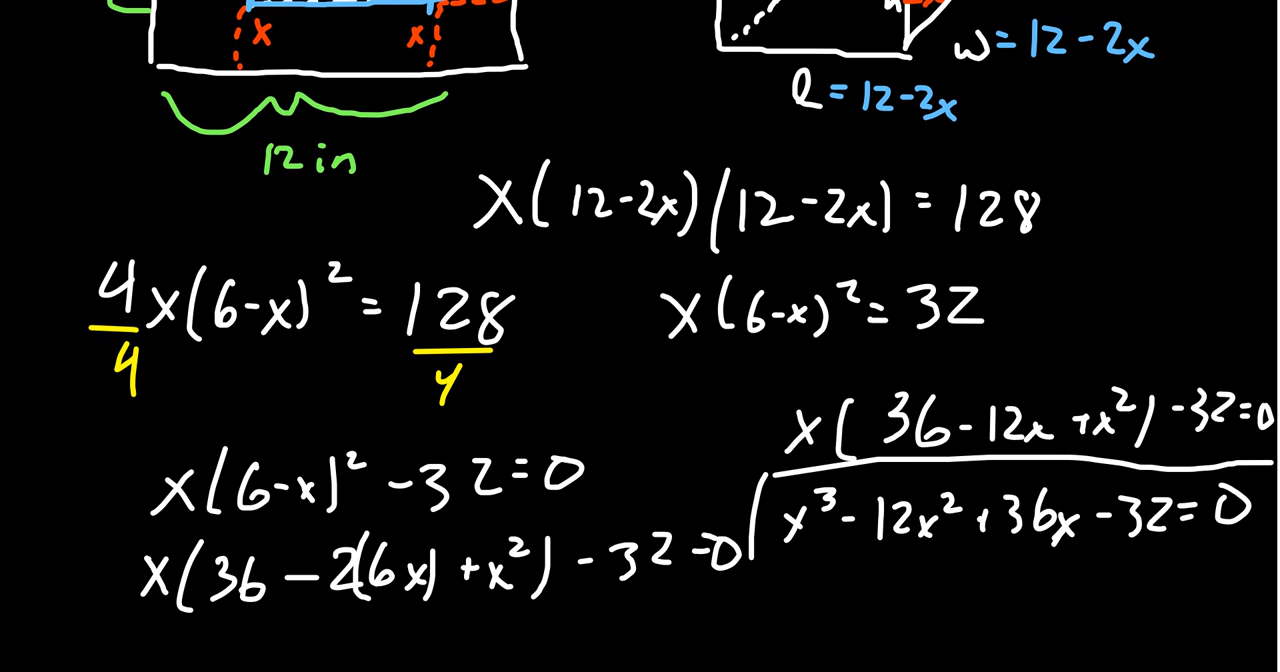 x x
w = 12 - 2x
l = 12 - 2x
12 in
x(12-2x)(12-2x) = 128
4x(6-x)² = 128
4 4
x(6-x)² = 32
x(36 - 12x + x²) - 32 = 0
x(6-x)² - 32 = 0
x³ - 12x² + 36x - 32 = 0
x(36 - 2(6x) + x²) - 32 = 0